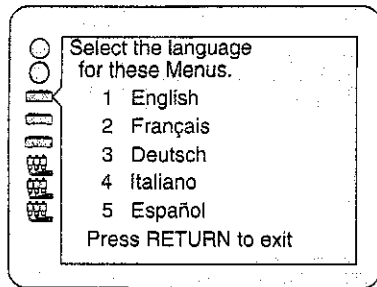 Select the language
for these Menus.
1 English
2 Français
3 Deutsch
4 Italiano
5 Español
Press RETURN to exit